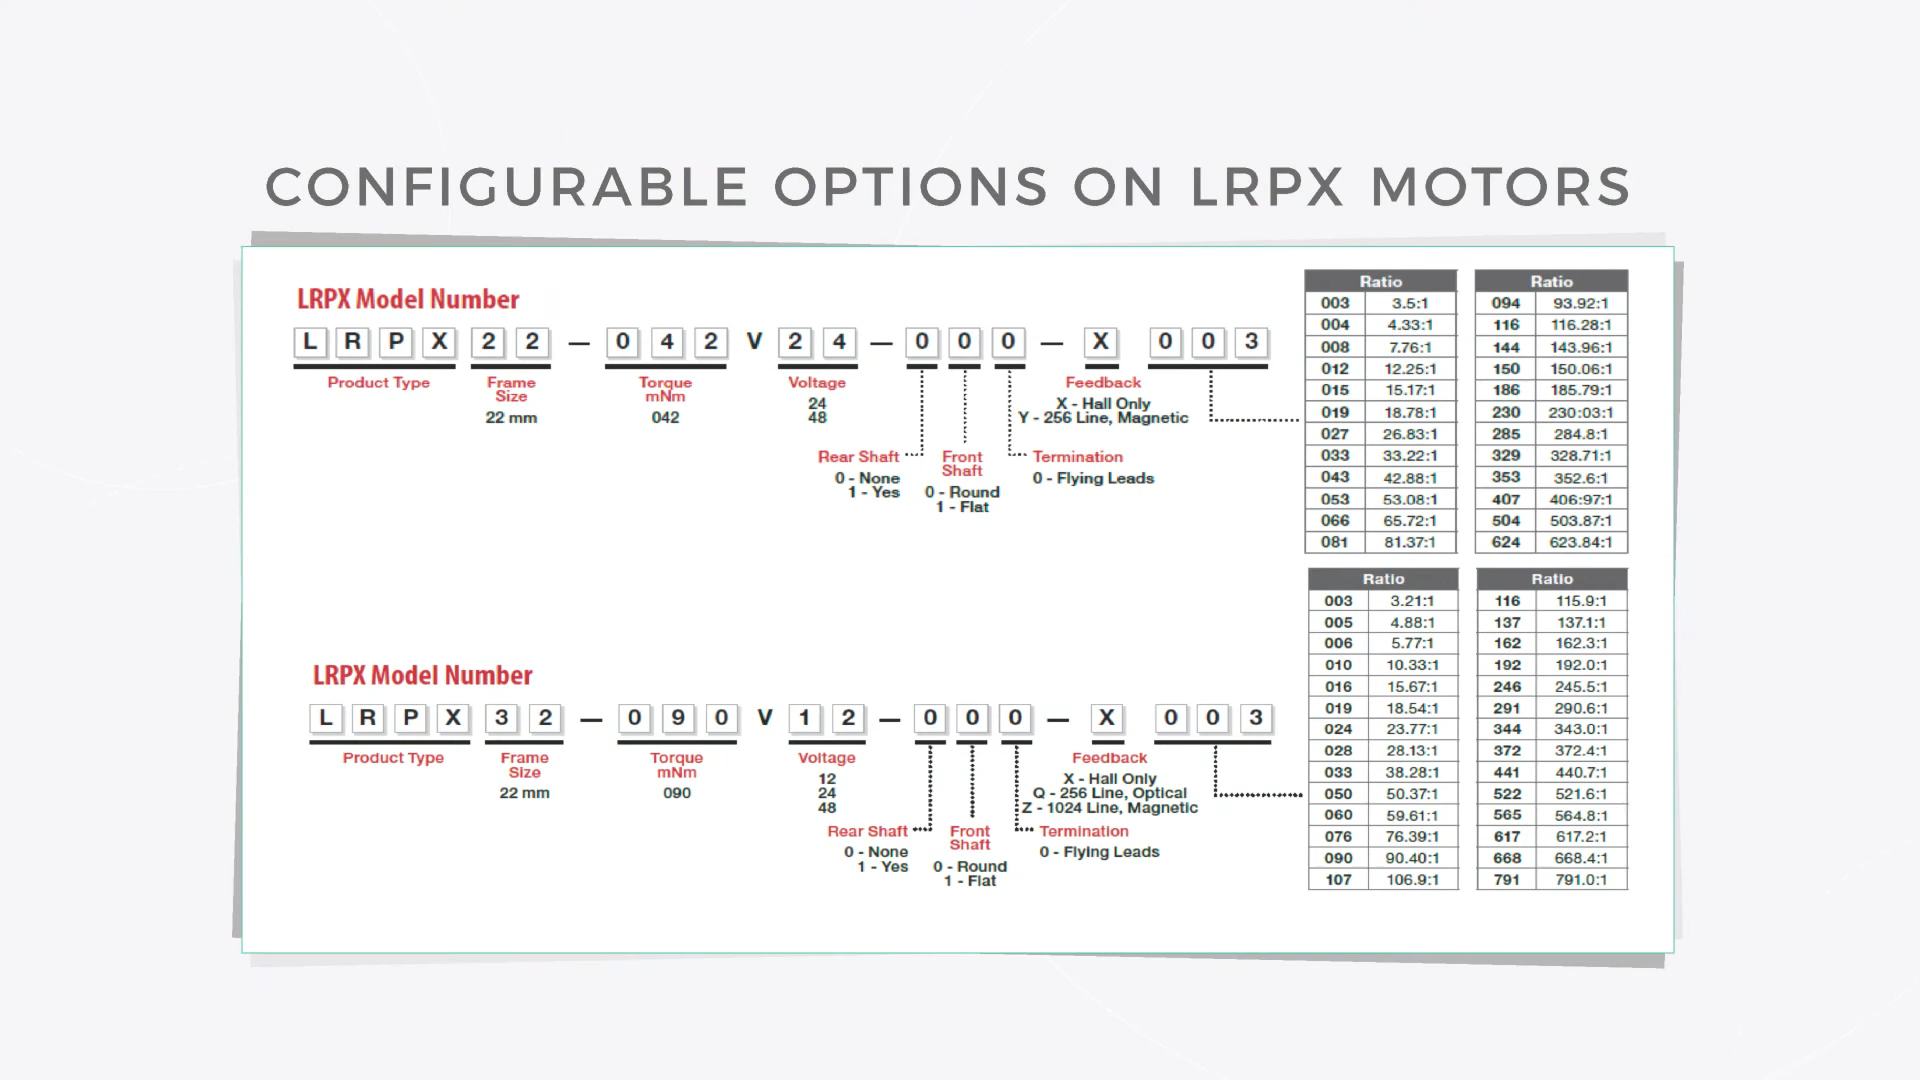 CONFIGURABLE OPTIONS ON LRPX MOTORS
LRPX Model Number
L R P X 2 2 — 0 4 2 V 2 4 — 0 0 0 — X 0 0 3
Product Type
Frame
Size
22 mm
Torque
mNm
042
Voltage
24
48
Rear Shaft
0 - None
1 - Yes
Front
Shaft
0 - Round
1 - Flat
Termination
0 - Flying Leads
Feedback
X - Hall Only
Y - 256 Line, Magnetic
Ratio
003 3.5:1
004 4.33:1
008 7.76:1
012 12.25:1
015 15.17:1
019 18.78:1
027 26.83:1
033 33.22:1
043 42.88:1
053 53.08:1
066 65.72:1
081 81.37:1
Ratio
094 93.92:1
116 116.28:1
144 143.96:1
150 150.06:1
186 185.79:1
230 230:03:1
285 284.8:1
329 328.71:1
353 352.6:1
407 406:97:1
504 503.87:1
624 623.84:1
LRPX Model Number
L R P X 3 2 — 0 9 0 V 1 2 — 0 0 0 — X 0 0 3
Product Type
Frame
Size
22 mm
Torque
mNm
090
Voltage
12
24
48
Rear Shaft
0 - None
1 - Yes
Front
Shaft
0 - Round
1 - Flat
Termination
0 - Flying Leads
Feedback
X - Hall Only
Q - 256 Line, Optical
Z - 1024 Line, Magnetic
Ratio
003 3.21:1
005 4.88:1
006 5.77:1
010 10.33:1
016 15.67:1
019 18.54:1
024 23.77:1
028 28.13:1
033 38.28:1
050 50.37:1
060 59.61:1
076 76.39:1
090 90.40:1
107 106.9:1
Ratio
116 115.9:1
137 137.1:1
162 162.3:1
192 192.0:1
246 245.5:1
291 290.6:1
344 343.0:1
372 372.4:1
441 440.7:1
522 521.6:1
565 564.8:1
617 617.2:1
668 668.4:1
791 791.0:1